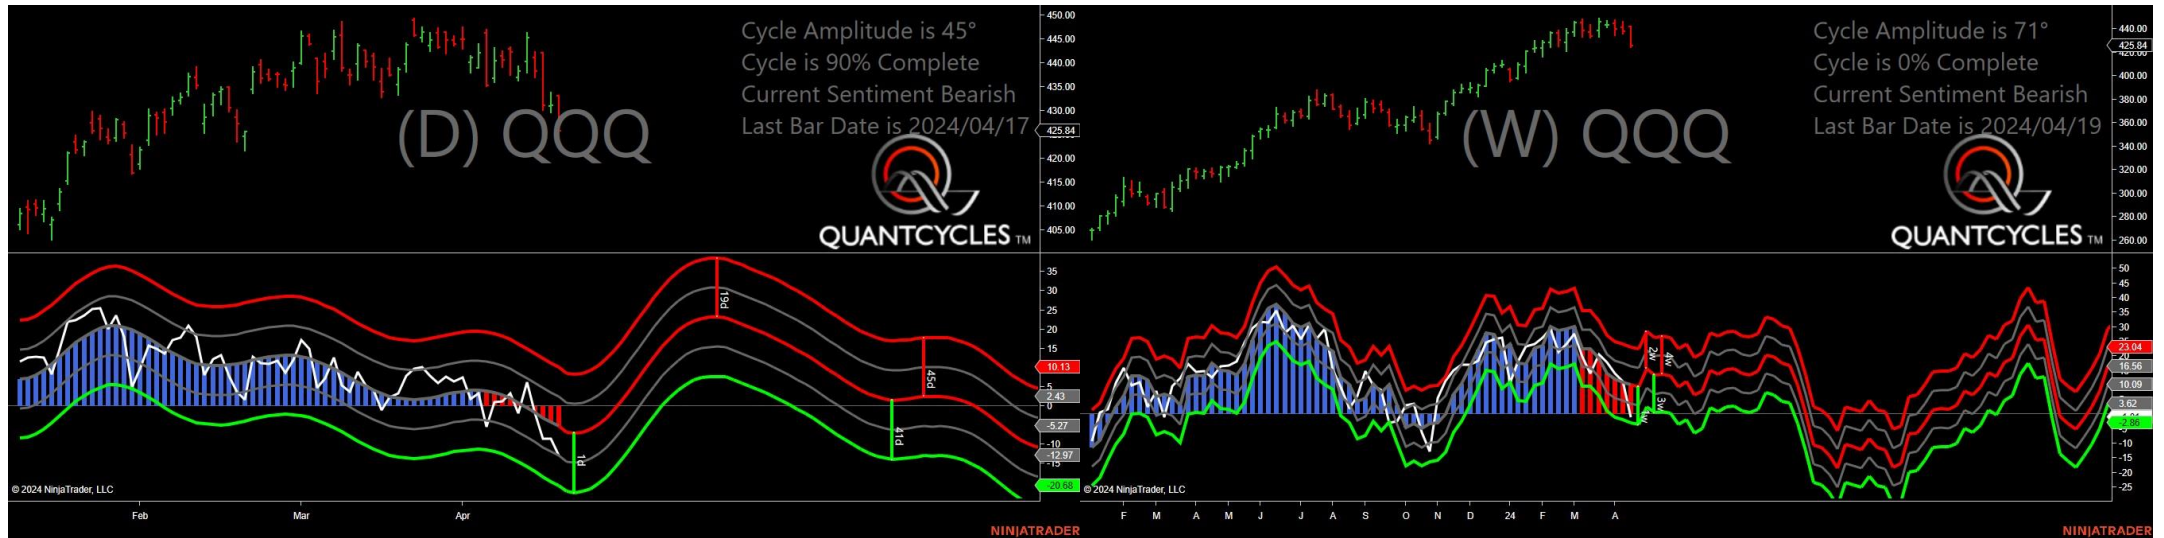 Cycle Amplitude is 45°
Cycle is 90% Complete
Current Sentiment Bearish
Last Bar Date is 2024/04/17
(D) QQQ
QUANTCYCLES TM
450.00
445.00
440.00
435.00
430.00
425.84
420.00
415.00
410.00
405.00
35
30
25
20
15
10.13
5
2.43
0
-5.27
-10
-12.97
-15
-20.68
19d
45d
41d
1d
© 2024 NinjaTrader, LLC
Feb Mar Apr
NINJATRADER
Cycle Amplitude is 71°
Cycle is 0% Complete
Current Sentiment Bearish
Last Bar Date is 2024/04/19
(W) QQQ
QUANTCYCLES TM
440.00
425.84
420.00
400.00
380.00
360.00
340.00
320.00
300.00
280.00
260.00
50
45
40
35
30
23.04
20
16.56
10.09
3.62
-2.86
-10
-15
-20
-25
2w
4w
3w
© 2024 NinjaTrader, LLC
F M A M J J A S O N D 24 F M A
NINJATRADER